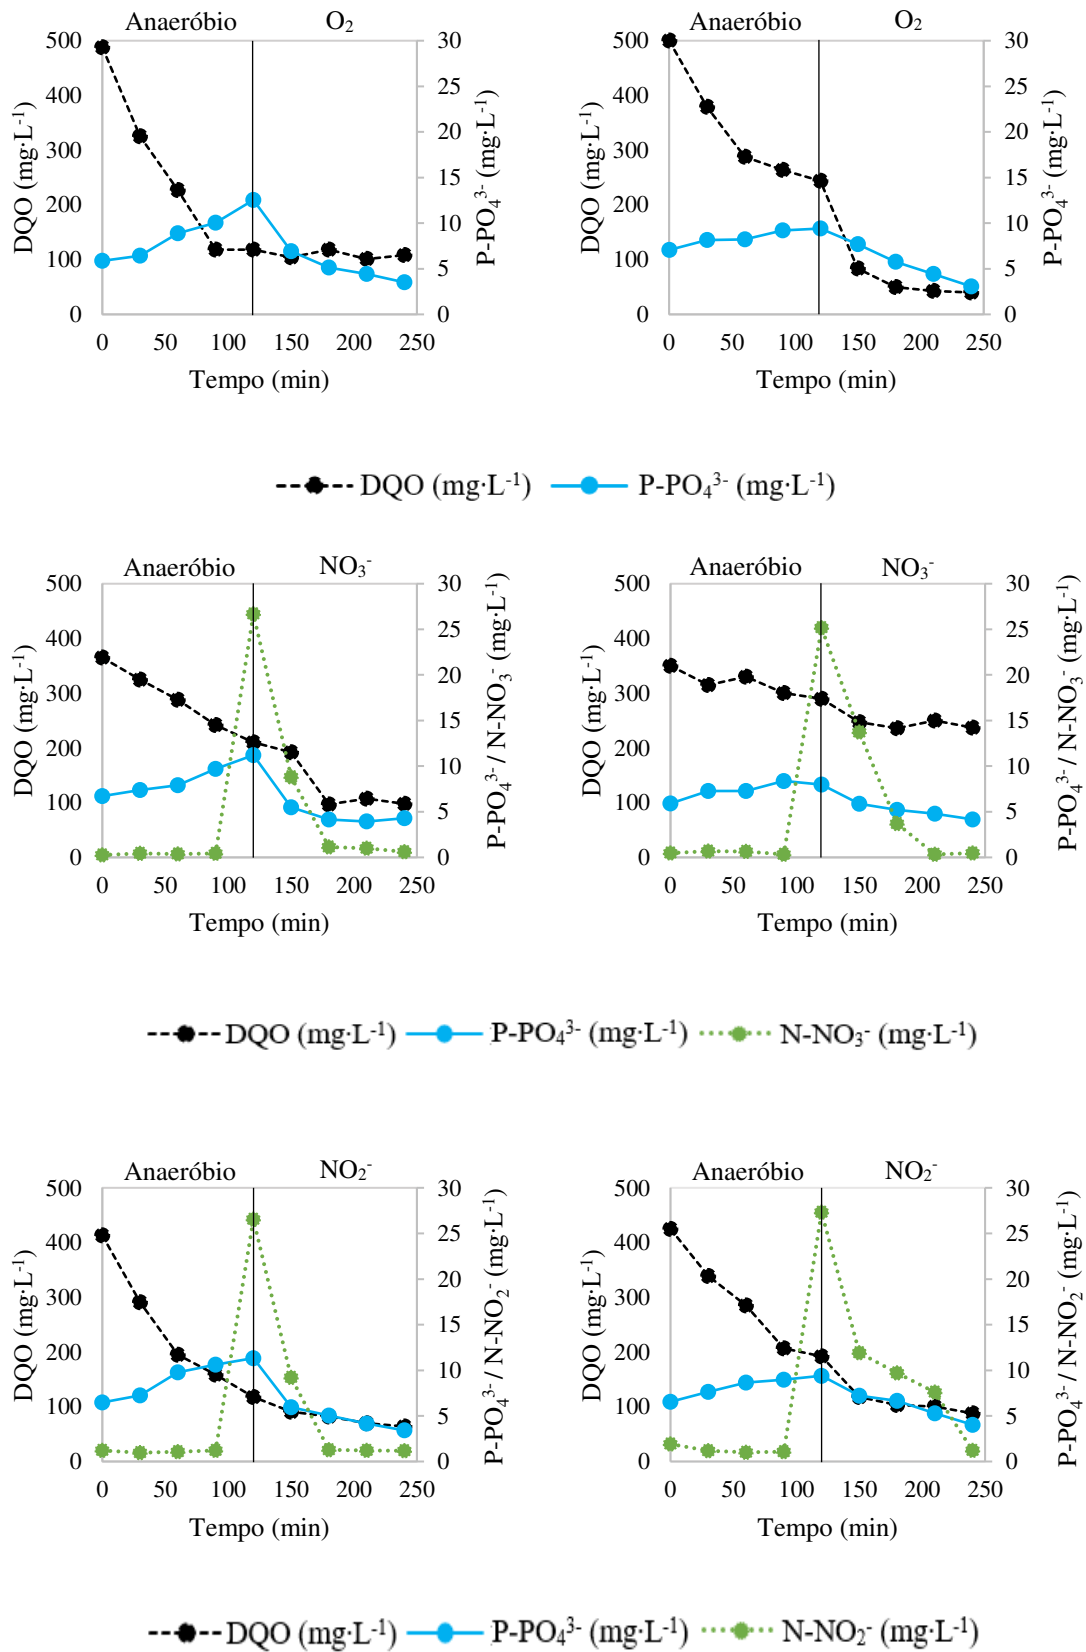 Anaeróbio O₂
Anaeróbio O₂
500 400 300 200 100 0
DQO (mg·L⁻¹)
30 25 20 15 10 5 0
P-PO₄³⁻ (mg·L⁻¹)
0 50 100 150 200 250
Tempo (min)
500 400 300 200 100 0
DQO (mg·L⁻¹)
30 25 20 15 10 5 0
P-PO₄³⁻ (mg·L⁻¹)
0 50 100 150 200 250
Tempo (min)
DQO (mg·L⁻¹) P-PO₄³⁻ (mg·L⁻¹)
Anaeróbio NO₃⁻
Anaeróbio NO₃⁻
500 400 300 200 100 0
DQO (mg·L⁻¹)
30 25 20 15 10 5 0
P-PO₄³⁻/ N-NO₃⁻ (mg·L⁻¹)
0 50 100 150 200 250
Tempo (min)
500 400 300 200 100 0
DQO (mg·L⁻¹)
30 25 20 15 10 5 0
P-PO₄³⁻/ N-NO₃⁻ (mg·L⁻¹)
0 50 100 150 200 250
Tempo (min)
DQO (mg·L⁻¹) P-PO₄³⁻ (mg·L⁻¹) N-NO₃⁻ (mg·L⁻¹)
Anaeróbio NO₂⁻
Anaeróbio NO₂⁻
500 400 300 200 100 0
DQO (mg·L⁻¹)
30 25 20 15 10 5 0
P-PO₄³⁻/ N-NO₂⁻ (mg·L⁻¹)
0 50 100 150 200 250
Tempo (min)
500 400 300 200 100 0
DQO (mg·L⁻¹)
30 25 20 15 10 5 0
P-PO₄³⁻/ N-NO₂⁻ (mg·L⁻¹)
0 50 100 150 200 250
Tempo (min)
DQO (mg·L⁻¹) P-PO₄³⁻ (mg·L⁻¹) N-NO₂⁻ (mg·L⁻¹)